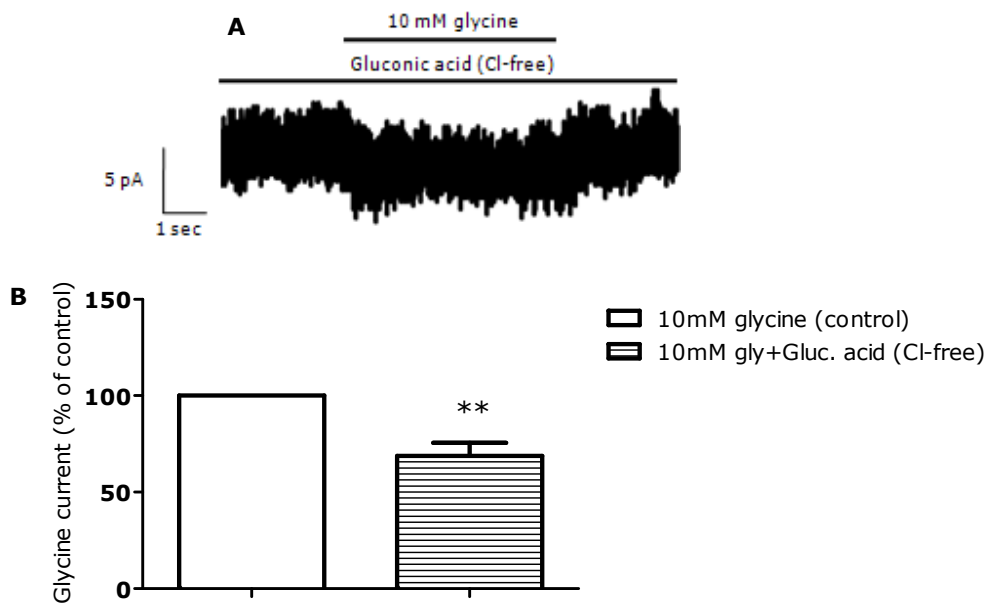 A
10 mM glycine
Gluconic acid (Cl-free)
5 pA
1 sec
B
Glycine current (% of control)
150
100
50
0
**
10mM glycine (control)
10mM gly+Gluc. acid (Cl-free)